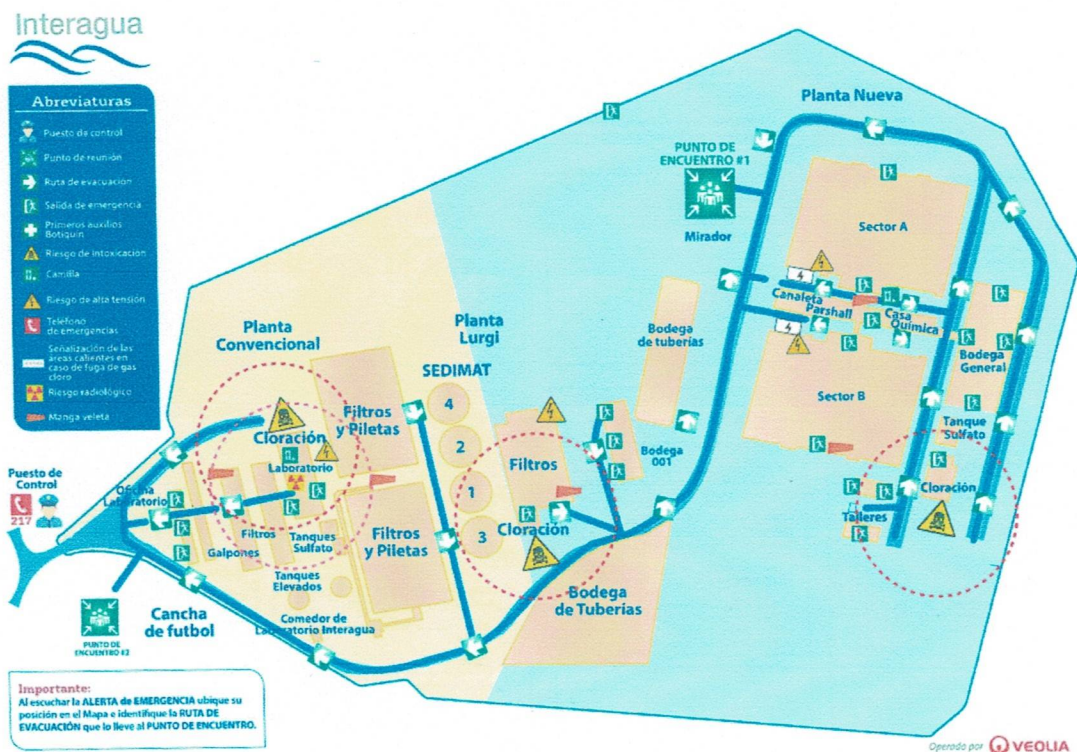 Interagua
Abreviaturas
Puesto de control
Punto de reunión
Ruta de evacuación
Salida de emergencia
Primeros auxilios
Botiquín
Riesgo de Intoxicación
Camilla
Riesgo de alta tensión
Teléfono
de emergencias
Señalización de las
áreas calientes en
caso de fuga de gas
cloro
Riesgo radiológico
Manga veleta
Planta Nueva
PUNTO DE
ENCUENTRO #1
Mirador
Sector A
Canaleta
Parshall
Casa
Química
Bodega
General
Sector B
Tanque
Sulfato
Cloración
Talleres
Bodega
de tuberías
Bodega
001
Planta
Lurgi
SEDIMAT
4
2
1
3
Filtros
Cloración
Bodega
de Tuberías
Planta
Convencional
Filtros
y Piletas
Cloración
Laboratorio
Oficina
Laboratorio
Filtros
Galpones
Tanques
Sulfato
Filtros
y Piletas
Tanques
Elevados
Comedor de
Laboratorio Interagua
Puesto de
Control
217
Cancha
de futbol
PUNTO DE
ENCUENTRO #2
Importante:
Al escuchar la ALERTA de EMERGENCIA ubique su
posición en el Mapa e identifique la RUTA DE
EVACUACIÓN que lo lleve al PUNTO DE ENCUENTRO.
Operado por VEOLIA